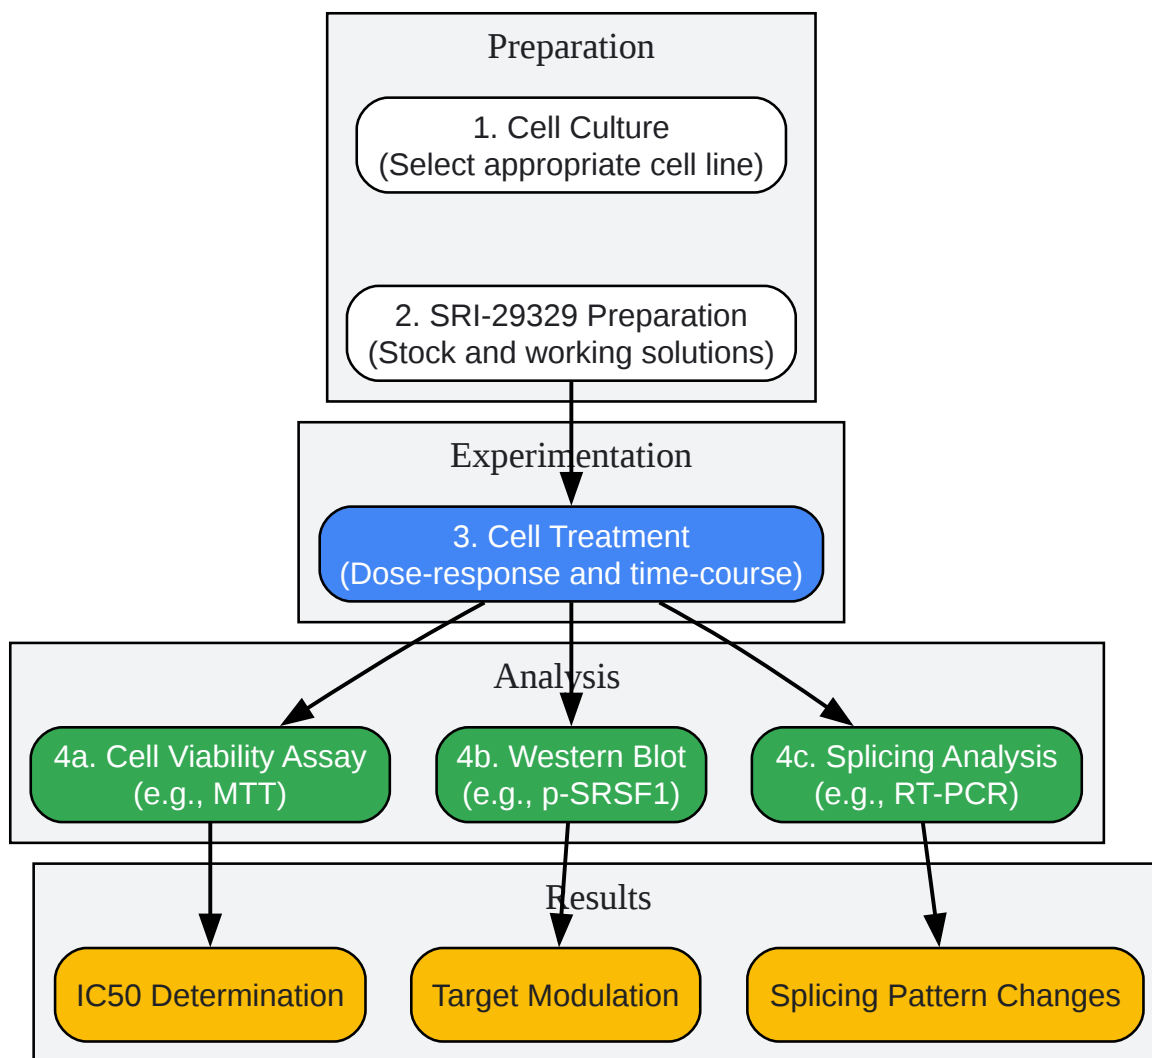 Preparation
1. Cell Culture
(Select appropriate cell line)
2. SRI-29329 Preparation
(Stock and working solutions)
Experimentation
3. Cell Treatment
(Dose-response and time-course)
Analysis
4a. Cell Viability Assay
(e.g., MTT)
4b. Western Blot
(e.g., p-SRSF1)
4c. Splicing Analysis
(e.g., RT-PCR)
Results
IC50 Determination
Target Modulation
Splicing Pattern Changes